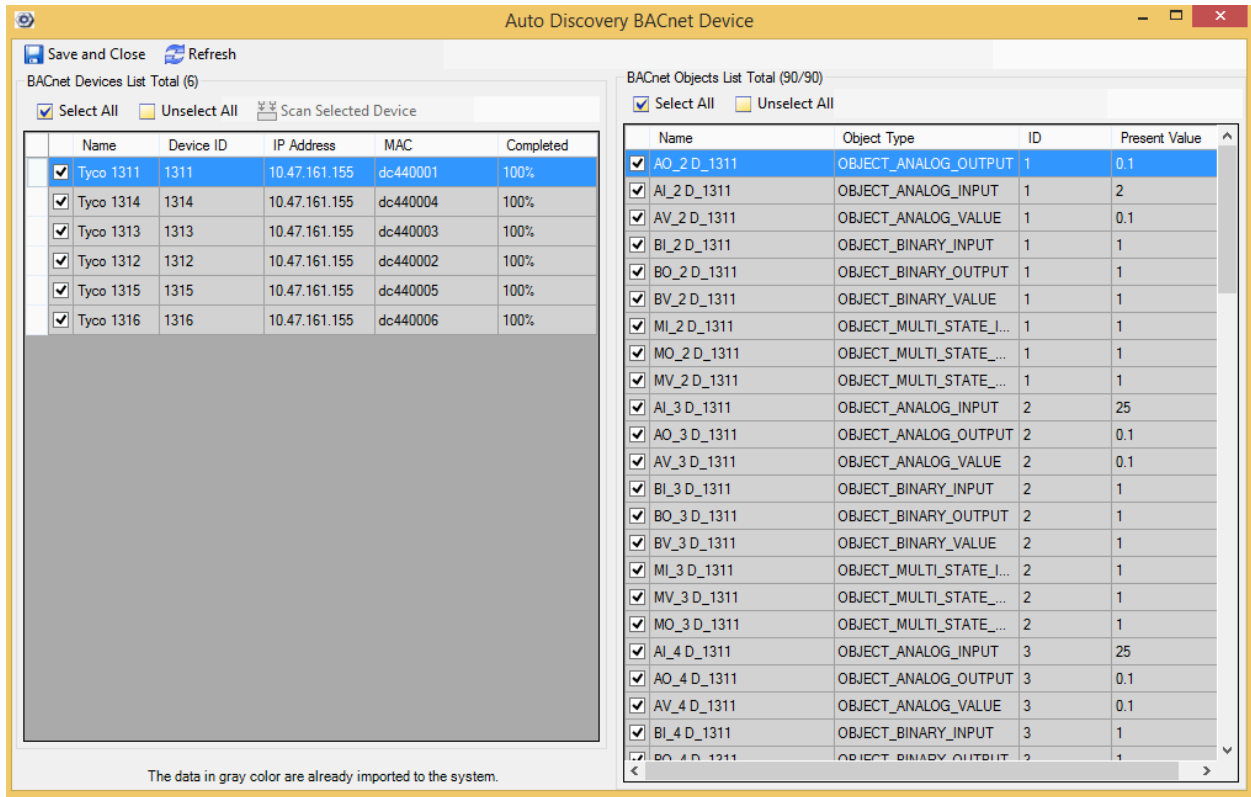 Auto Discovery BACnet Device
Save and Close Refresh
BACnet Devices List Total (6)
Select All Unselect All Scan Selected Device
Name Device ID IP Address MAC Completed
Tyco 1311 1311 10.47.161.155 dc440001 100%
Tyco 1314 1314 10.47.161.155 dc440004 100%
Tyco 1313 1313 10.47.161.155 dc440003 100%
Tyco 1312 1312 10.47.161.155 dc440002 100%
Tyco 1315 1315 10.47.161.155 dc440005 100%
Tyco 1316 1316 10.47.161.155 dc440006 100%
The data in gray color are already imported to the system.
BACnet Objects List Total (90/90)
Select All Unselect All
Name Object Type ID Present Value
AO_2 D_1311 OBJECT_ANALOG_OUTPUT 1 0.1
AI_2 D_1311 OBJECT_ANALOG_INPUT 1 2
AV_2 D_1311 OBJECT_ANALOG_VALUE 1 0.1
BI_2 D_1311 OBJECT_BINARY_INPUT 1 1
BO_2 D_1311 OBJECT_BINARY_OUTPUT 1 1
BV_2 D_1311 OBJECT_BINARY_VALUE 1 1
MI_2 D_1311 OBJECT_MULTI_STATE_I... 1 1
MO_2 D_1311 OBJECT_MULTI_STATE_... 1 1
MV_2 D_1311 OBJECT_MULTI_STATE_... 1 1
AI_3 D_1311 OBJECT_ANALOG_INPUT 2 25
AO_3 D_1311 OBJECT_ANALOG_OUTPUT 2 0.1
AV_3 D_1311 OBJECT_ANALOG_VALUE 2 0.1
BI_3 D_1311 OBJECT_BINARY_INPUT 2 1
BO_3 D_1311 OBJECT_BINARY_OUTPUT 2 1
BV_3 D_1311 OBJECT_BINARY_VALUE 2 1
MI_3 D_1311 OBJECT_MULTI_STATE_I... 2 1
MV_3 D_1311 OBJECT_MULTI_STATE_... 2 1
MO_3 D_1311 OBJECT_MULTI_STATE_... 2 1
AI_4 D_1311 OBJECT_ANALOG_INPUT 3 25
AO_4 D_1311 OBJECT_ANALOG_OUTPUT 3 0.1
AV_4 D_1311 OBJECT_ANALOG_VALUE 3 0.1
BI_4 D_1311 OBJECT_BINARY_INPUT 3 1
BO_4 D_1311 OBJECT_BINARY_OUTPUT 3 1